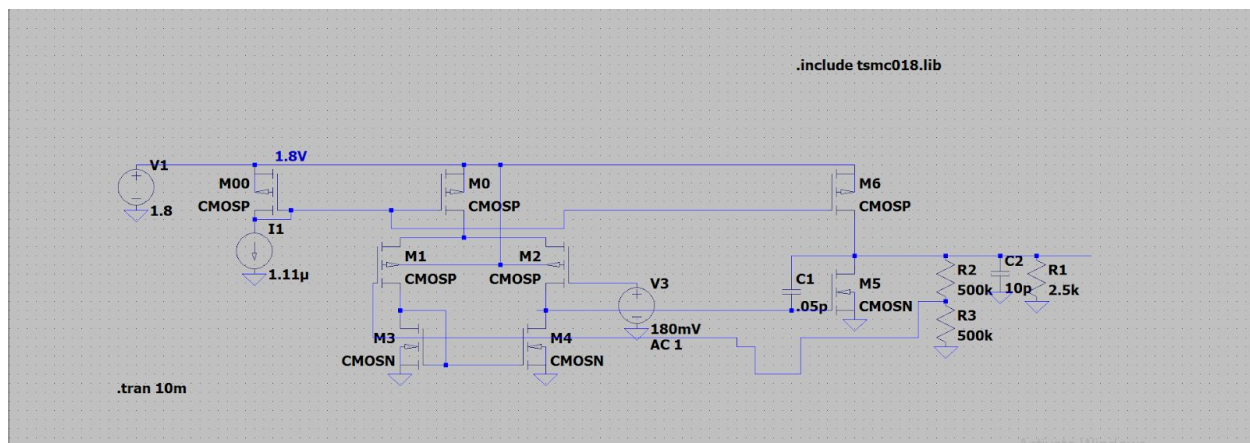 .include tsmc018.lib
V1
1.8
1.8V
M00
CMOSP
I1
1.11µ
M0
CMOSP
M6
CMOSP
M1
CMOSP
M2
CMOSP
V3
180mV
AC 1
C1
.05p
M5
CMOSN
R2
500k
C2
10p
R1
2.5k
R3
500k
M3
CMOSN
M4
CMOSN
.tran 10m